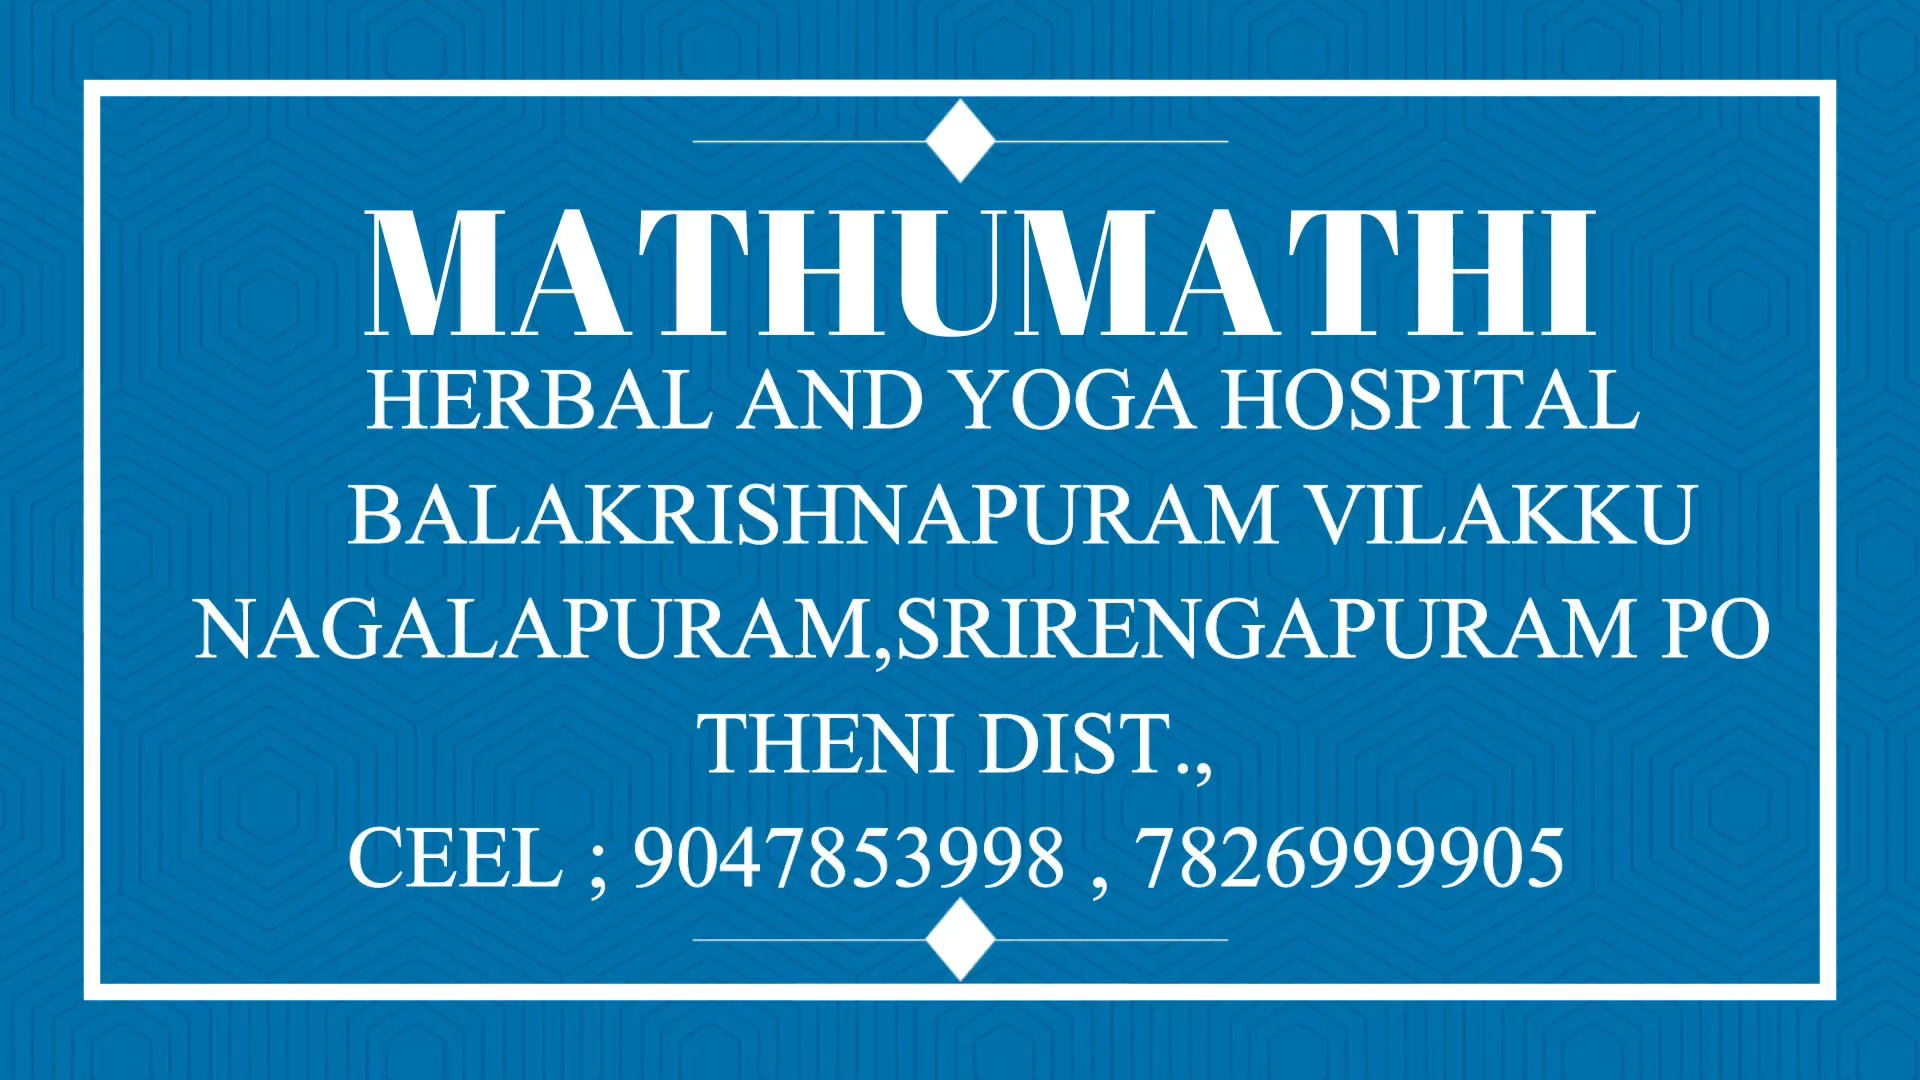 MATHUMATHI
HERBAL AND YOGA HOSPITAL
BALAKRISHNAPURAM VILAKKU
NAGALAPURAM,SRIRENGAPURAM PO
THENI DIST.,
CEEL ; 9047853998 , 7826999905